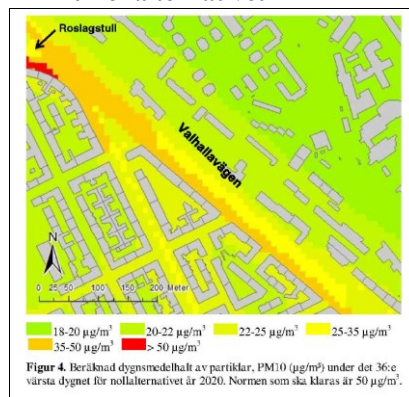 Roslagstull
Valhallavägen
N
0 25 50 100 150 200 Meter
18-20 µg/m³ 20-22 µg/m³ 22-25 µg/m³ 25-35 µg/m³
35-50 µg/m³ > 50 µg/m³
Figur 4. Beräknad dygnsmedelhalt av partiklar, PM10 (µg/m³) under det 36:e
värsta dygnet för nollalternativet år 2020. Normen som ska klaras är 50 µg/m³.